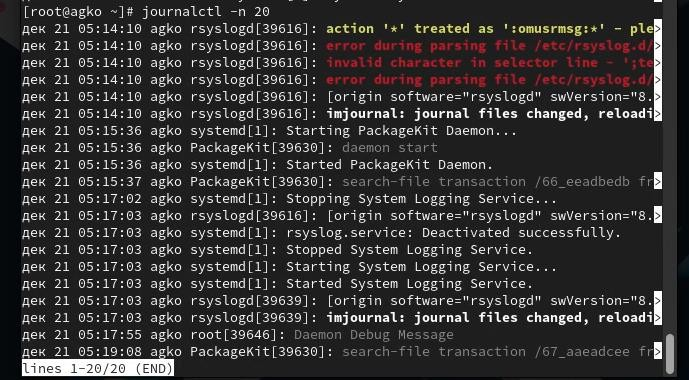 [root@agko ~]# journalctl -n 20
дек 21 05:14:10 agko rsyslogd[39616]: action '*' treated as ':omusrmsg:*' - ple>
дек 21 05:14:10 agko rsyslogd[39616]: error during parsing file /etc/rsyslog.d/>
дек 21 05:14:10 agko rsyslogd[39616]: invalid character in selector line - ';te>
дек 21 05:14:10 agko rsyslogd[39616]: error during parsing file /etc/rsyslog.d/>
дек 21 05:14:10 agko rsyslogd[39616]: [origin software="rsyslogd" swVersion="8.>
дек 21 05:14:10 agko rsyslogd[39616]: imjournal: journal files changed, reloadi>
дек 21 05:15:36 agko systemd[1]: Starting PackageKit Daemon...
дек 21 05:15:36 agko PackageKit[39630]: daemon start
дек 21 05:15:36 agko systemd[1]: Started PackageKit Daemon.
дек 21 05:15:37 agko PackageKit[39630]: search-file transaction /66_eeadbedb fr>
дек 21 05:17:02 agko systemd[1]: Stopping System Logging Service...
дек 21 05:17:03 agko rsyslogd[39616]: [origin software="rsyslogd" swVersion="8.>
дек 21 05:17:03 agko systemd[1]: rsyslog.service: Deactivated successfully.
дек 21 05:17:03 agko systemd[1]: Stopped System Logging Service.
дек 21 05:17:03 agko systemd[1]: Starting System Logging Service...
дек 21 05:17:03 agko systemd[1]: Started System Logging Service.
дек 21 05:17:03 agko rsyslogd[39639]: [origin software="rsyslogd" swVersion="8.>
дек 21 05:17:03 agko rsyslogd[39639]: imjournal: journal files changed, reloadi>
дек 21 05:17:55 agko root[39646]: Daemon Debug Message
дек 21 05:19:08 agko PackageKit[39630]: search-file transaction /67_aaeadcee fr>
lines 1-20/20 (END)